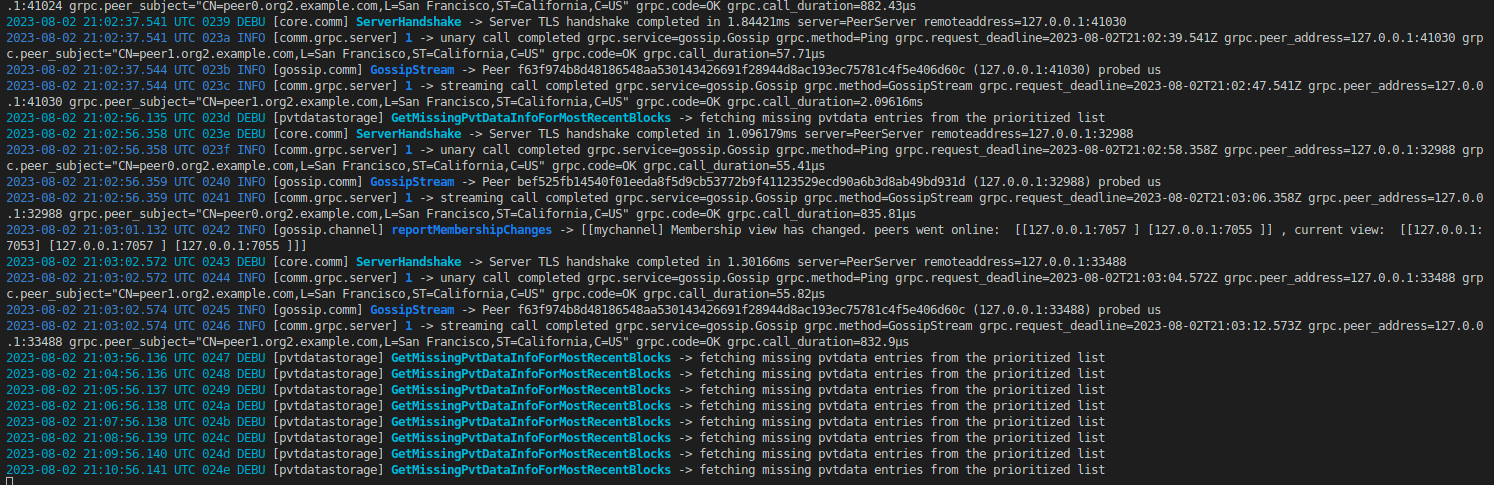 .1:41024 grpc.peer_subject="CN=peer0.org2.example.com,L=San Francisco,ST=California,C=US" grpc.code=OK grpc.call_duration=882.43µs
2023-08-02 21:02:37.541 UTC 0239 DEBU [core.comm] ServerHandshake -> Server TLS handshake completed in 1.84421ms server=PeerServer remoteaddress=127.0.0.1:41030
2023-08-02 21:02:37.541 UTC 023a INFO [comm.grpc.server] 1 -> unary call completed grpc.service=gossip.Gossip grpc.method=Ping grpc.request_deadline=2023-08-02T21:02:39.541Z grpc.peer_address=127.0.0.1:41030 grp
c.peer_subject="CN=peer1.org2.example.com,L=San Francisco,ST=California,C=US" grpc.code=OK grpc.call_duration=57.71µs
2023-08-02 21:02:37.544 UTC 023b INFO [gossip.comm] GossipStream -> Peer f63f974b8d48186548aa530143426691f28944d8ac193ec75781c4f5e406d60c (127.0.0.1:41030) probed us
2023-08-02 21:02:37.544 UTC 023c INFO [comm.grpc.server] 1 -> streaming call completed grpc.service=gossip.Gossip grpc.method=GossipStream grpc.request_deadline=2023-08-02T21:02:47.541Z grpc.peer_address=127.0.0
.1:41030 grpc.peer_subject="CN=peer1.org2.example.com,L=San Francisco,ST=California,C=US" grpc.code=OK grpc.call_duration=2.09616ms
2023-08-02 21:02:56.135 UTC 023d DEBU [pvtdatastorage] GetMissingPvtDataInfoForMostRecentBlocks -> fetching missing pvtdata entries from the prioritized list
2023-08-02 21:02:56.358 UTC 023e DEBU [core.comm] ServerHandshake -> Server TLS handshake completed in 1.096179ms server=PeerServer remoteaddress=127.0.0.1:32988
2023-08-02 21:02:56.358 UTC 023f INFO [comm.grpc.server] 1 -> unary call completed grpc.service=gossip.Gossip grpc.method=Ping grpc.request_deadline=2023-08-02T21:02:58.358Z grpc.peer_address=127.0.0.1:32988 grp
c.peer_subject="CN=peer0.org2.example.com,L=San Francisco,ST=California,C=US" grpc.code=OK grpc.call_duration=55.41µs
2023-08-02 21:02:56.359 UTC 0240 INFO [gossip.comm] GossipStream -> Peer bef525fb14540f01eeda8f5d9cb53772b9f41123529ecd90a6b3d8ab49bd931d (127.0.0.1:32988) probed us
2023-08-02 21:02:56.359 UTC 0241 INFO [comm.grpc.server] 1 -> streaming call completed grpc.service=gossip.Gossip grpc.method=GossipStream grpc.request_deadline=2023-08-02T21:03:06.358Z grpc.peer_address=127.0.0
.1:32988 grpc.peer_subject="CN=peer0.org2.example.com,L=San Francisco,ST=California,C=US" grpc.code=OK grpc.call_duration=835.81µs
2023-08-02 21:03:01.132 UTC 0242 INFO [gossip.channel] reportMembershipChanges -> [[mychannel] Membership view has changed. peers went online:  [[127.0.0.1:7057 ] [127.0.0.1:7055 ]] , current view:  [[127.0.0.1:
7053] [127.0.0.1:7057 ] [127.0.0.1:7055 ]]]
2023-08-02 21:03:02.572 UTC 0243 DEBU [core.comm] ServerHandshake -> Server TLS handshake completed in 1.30166ms server=PeerServer remoteaddress=127.0.0.1:33488
2023-08-02 21:03:02.572 UTC 0244 INFO [comm.grpc.server] 1 -> unary call completed grpc.service=gossip.Gossip grpc.method=Ping grpc.request_deadline=2023-08-02T21:03:04.572Z grpc.peer_address=127.0.0.1:33488 grp
c.peer_subject="CN=peer1.org2.example.com,L=San Francisco,ST=California,C=US" grpc.code=OK grpc.call_duration=55.82µs
2023-08-02 21:03:02.574 UTC 0245 INFO [gossip.comm] GossipStream -> Peer f63f974b8d48186548aa530143426691f28944d8ac193ec75781c4f5e406d60c (127.0.0.1:33488) probed us
2023-08-02 21:03:02.574 UTC 0246 INFO [comm.grpc.server] 1 -> streaming call completed grpc.service=gossip.Gossip grpc.method=GossipStream grpc.request_deadline=2023-08-02T21:03:12.573Z grpc.peer_address=127.0.0
.1:33488 grpc.peer_subject="CN=peer1.org2.example.com,L=San Francisco,ST=California,C=US" grpc.code=OK grpc.call_duration=832.9µs
2023-08-02 21:03:56.136 UTC 0247 DEBU [pvtdatastorage] GetMissingPvtDataInfoForMostRecentBlocks -> fetching missing pvtdata entries from the prioritized list
2023-08-02 21:04:56.136 UTC 0248 DEBU [pvtdatastorage] GetMissingPvtDataInfoForMostRecentBlocks -> fetching missing pvtdata entries from the prioritized list
2023-08-02 21:05:56.137 UTC 0249 DEBU [pvtdatastorage] GetMissingPvtDataInfoForMostRecentBlocks -> fetching missing pvtdata entries from the prioritized list
2023-08-02 21:06:56.138 UTC 024a DEBU [pvtdatastorage] GetMissingPvtDataInfoForMostRecentBlocks -> fetching missing pvtdata entries from the prioritized list
2023-08-02 21:07:56.138 UTC 024b DEBU [pvtdatastorage] GetMissingPvtDataInfoForMostRecentBlocks -> fetching missing pvtdata entries from the prioritized list
2023-08-02 21:08:56.139 UTC 024c DEBU [pvtdatastorage] GetMissingPvtDataInfoForMostRecentBlocks -> fetching missing pvtdata entries from the prioritized list
2023-08-02 21:09:56.140 UTC 024d DEBU [pvtdatastorage] GetMissingPvtDataInfoForMostRecentBlocks -> fetching missing pvtdata entries from the prioritized list
2023-08-02 21:10:56.141 UTC 024e DEBU [pvtdatastorage] GetMissingPvtDataInfoForMostRecentBlocks -> fetching missing pvtdata entries from the prioritized list